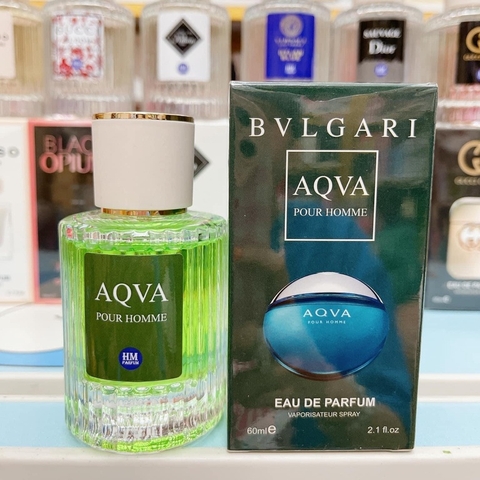 SAUVAGE
Dior
BLACK
OPIUM
AQVA
POUR HOMME
HM
PARFUM
BVLGARI
AQVA
POUR HOMME
AQVA
POUR HOMME
EAU DE PARFUM
VAPORISATEUR SPRAY
60ml e 2.1 fl.oz